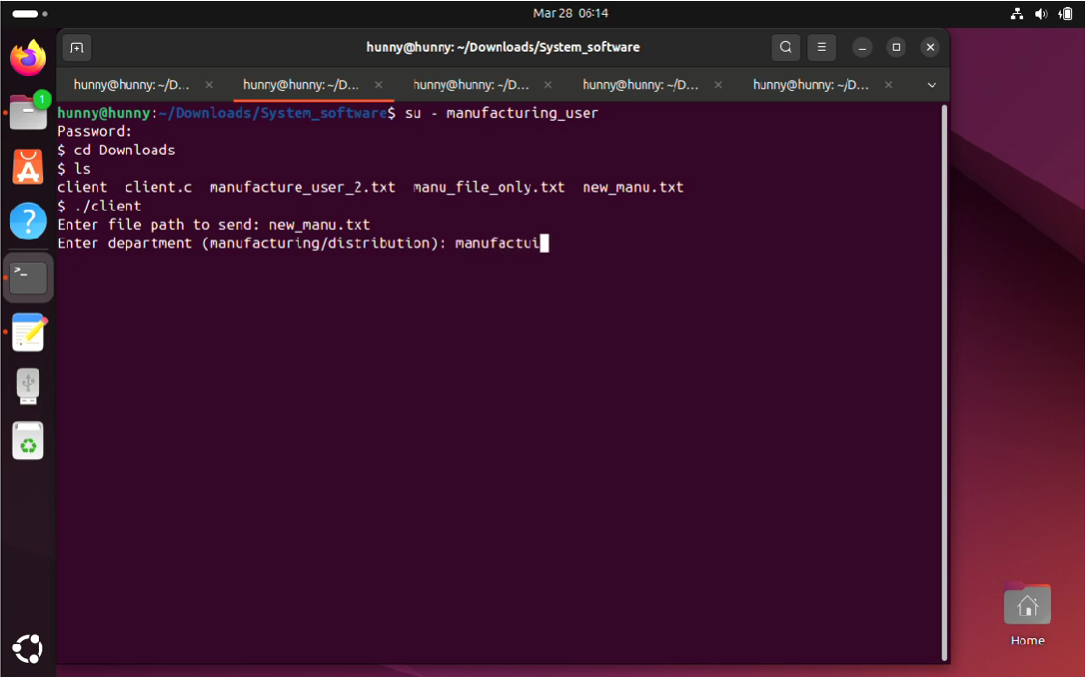 Mar 28 06:14
hunny@hunny: ~/Downloads/System_software
hunny@hunny: ~/D... hunny@hunny: ~/D... hunny@hunny: ~/D... hunny@hunny: ~/D... hunny@hunny: ~/D...
1
hunny@hunny:~/Downloads/System_software$ su - manufacturing_user
Password:
$ cd Downloads
$ ls
client client.c manufacture_user_2.txt manu_file_only.txt new_manu.txt
$ ./client
Enter file path to send: new_manu.txt
Enter department (manufacturing/distribution): manufactui
Home